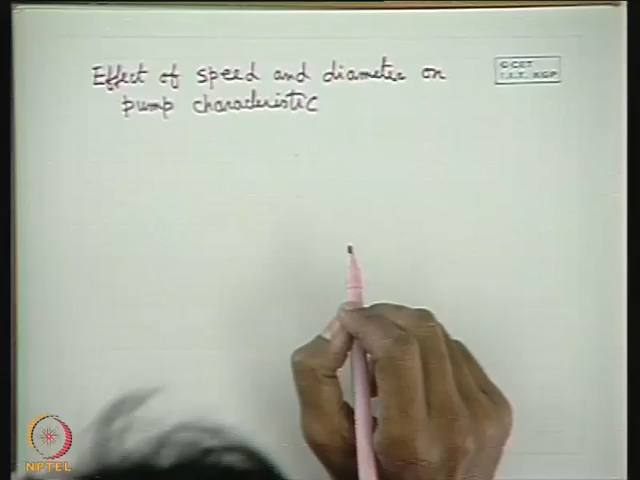 Effect of speed and diameter on
pump characteristic
© CET
I.I.T. KGP
NPTEL